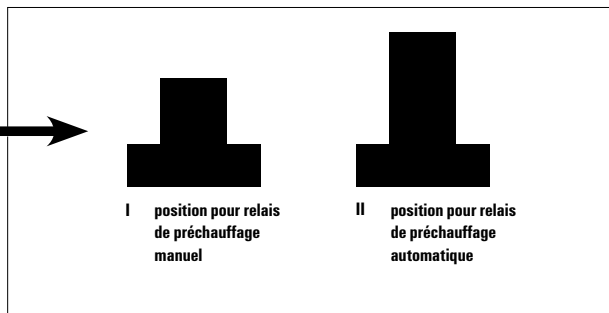 I position pour relais
de préchauffage
manuel
II position pour relais
de préchauffage
automatique